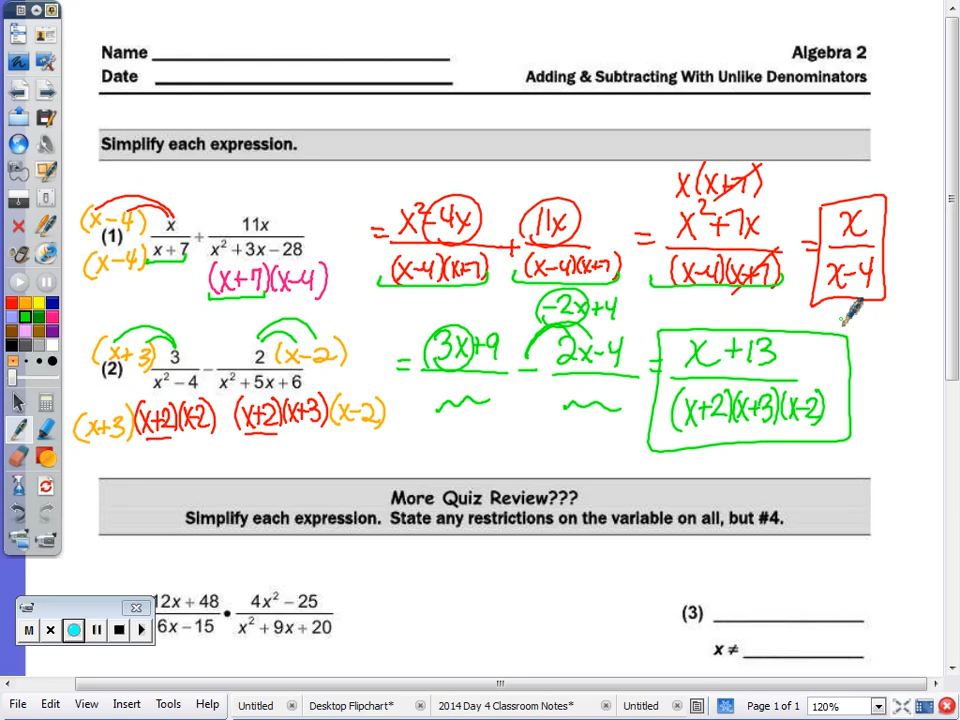 Name
Algebra 2
Date
Adding & Subtracting With Unlike Denominators
Simplify each expression.
(x-4) (1) x/(x+7) + 11x/(x²+3x-28) = (x²-4x)/((x-4)(x+7)) + 11x/((x-4)(x+7)) = (x²+7x)/((x-4)(x+7)) = x/(x-4)
x(x+7)
(x-4) (x+7)(x-4)
-2x+4
(x+3) (2) 3/(x²-4) - 2/(x²+5x+6) (x-2) = 3x+9 - 2x-4 = (x+13)/((x+2)(x+3)(x-2))
(x+3)(x+2)(x-2) (x+2)(x+3)(x-2)
More Quiz Review???
Simplify each expression. State any restrictions on the variable on all, but #4.
(12x+48)/(6x-15) • (4x²-25)/(x²+9x+20)
(3)
x ≠
M
File Edit View Insert Tools Help Untitled Desktop Flipchart* 2014 Day 4 Classroom Notes* Untitled Page 1 of 1 120%